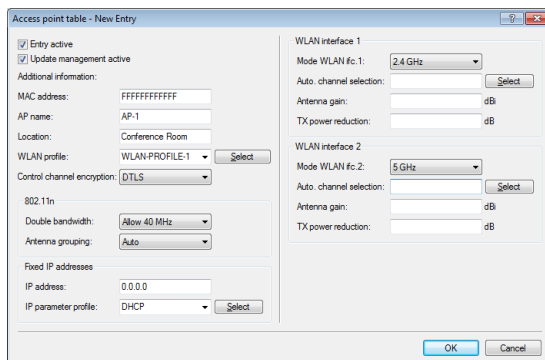 Access point table - New Entry
Entry active
Update management active
Additional information:
MAC address: FFFFFFFFFFFF
AP name: AP-1
Location: Conference Room
WLAN profile: WLAN-PROFILE-1 Select
Control channel encryption: DTLS
802.11n
Double bandwidth: Allow 40 MHz
Antenna grouping: Auto
Fixed IP addresses
IP address: 0.0.0.0
IP parameter profile: DHCP Select
WLAN interface 1
Mode WLAN ifc.1: 2.4 GHz
Auto. channel selection: Select
Antenna gain: dBi
TX power reduction: dB
WLAN interface 2
Mode WLAN ifc.2: 5 GHz
Auto. channel selection: Select
Antenna gain: dBi
TX power reduction: dB
OK Cancel